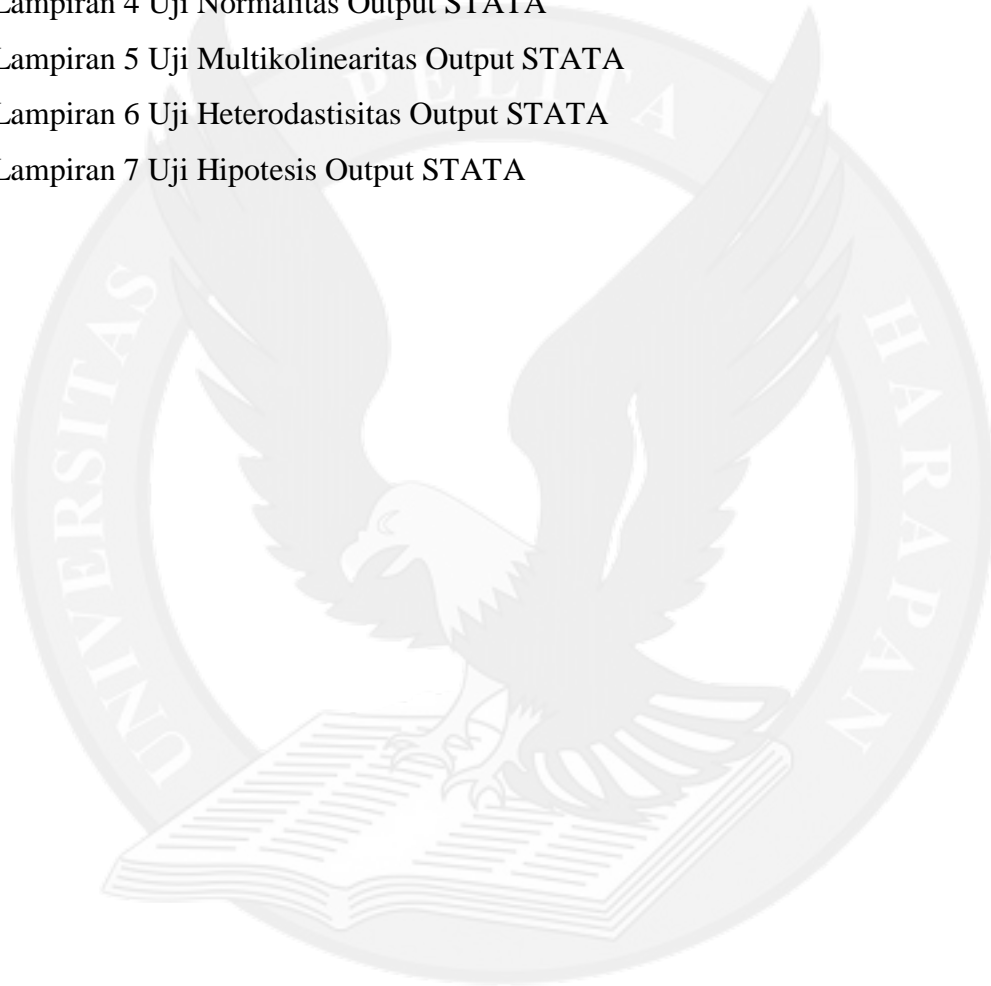 Lampiran 4 Uji Normalitas Output STATA
Lampiran 5 Uji Multikolinearitas Output STATA
Lampiran 6 Uji Heterodastisitas Output STATA
Lampiran 7 Uji Hipotesis Output STATA
UNIVERSITAS PELITA HARAPAN